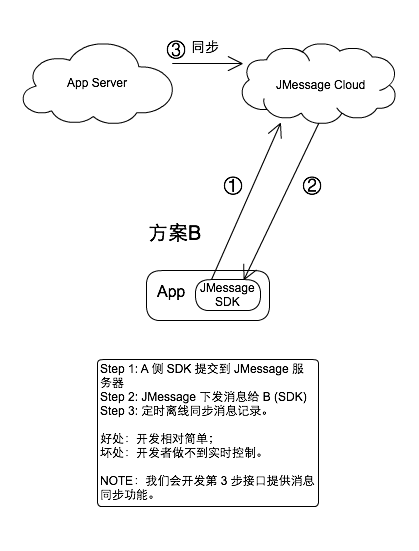 ③ 同步
App Server
JMessage Cloud
①
②
方案B
App
JMessage
SDK
Step 1: A 侧 SDK 提交到 JMessage 服
务器
Step 2: JMessage 下发消息给 B (SDK)
Step 3: 定时离线同步消息记录。
好处：开发相对简单；
坏处：开发者做不到实时控制。
NOTE：我们会开发第 3 步接口提供消息
同步功能。